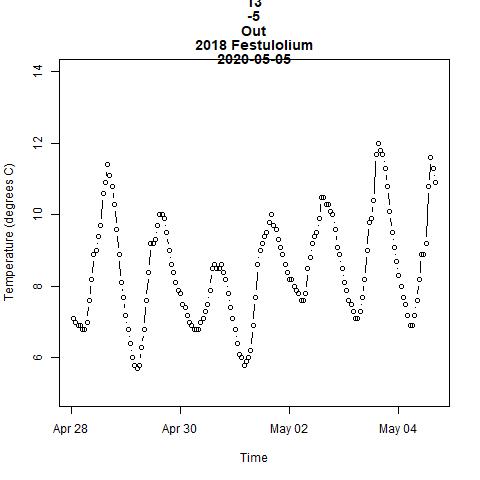 13
-5
Out
2018 Festulolium
2020-05-05
Temperature (degrees C)
14
12
10
8
6
Apr 28
Apr 30
May 02
May 04
Time